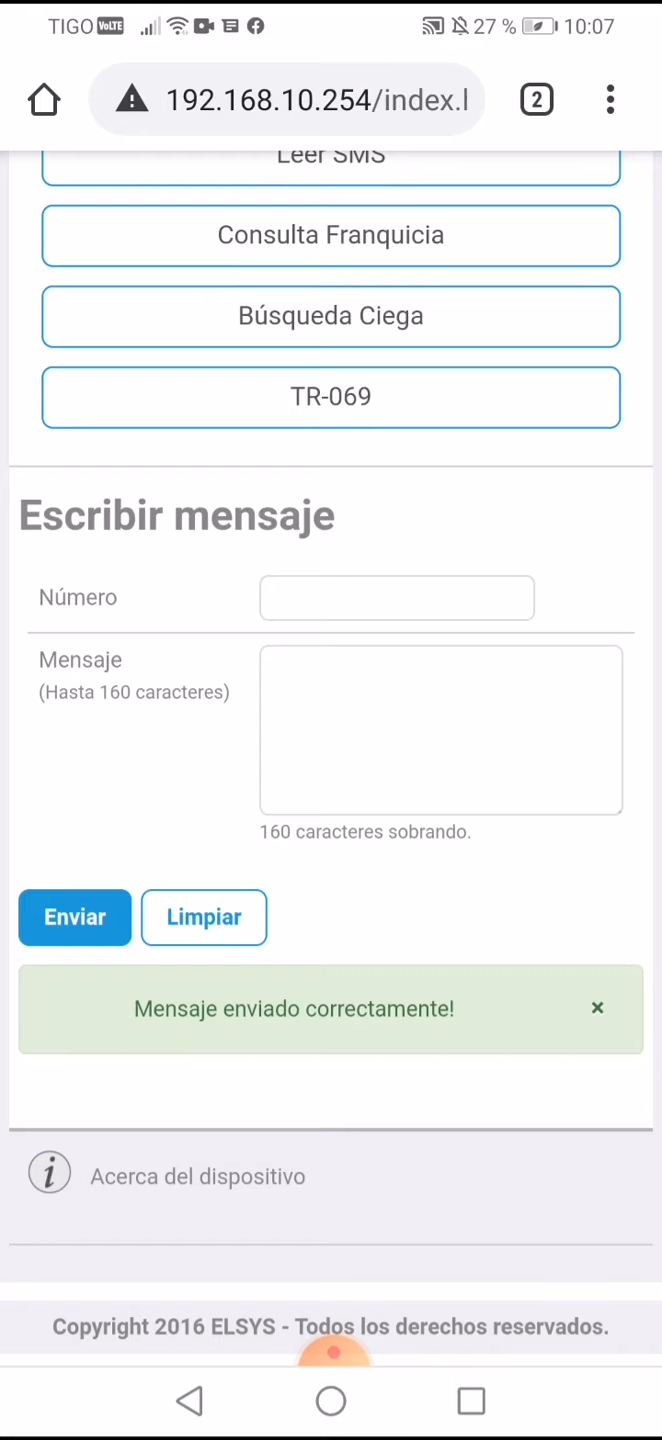 TIGO VoLTE 27 % 10:07
192.168.10.254/index.l 2
Leer SMS
Consulta Franquicia
Búsqueda Ciega
TR-069
Escribir mensaje
Número
Mensaje
(Hasta 160 caracteres)
160 caracteres sobrando.
Enviar Limpiar
Mensaje enviado correctamente! ×
i Acerca del dispositivo
Copyright 2016 ELSYS - Todos los derechos reservados.